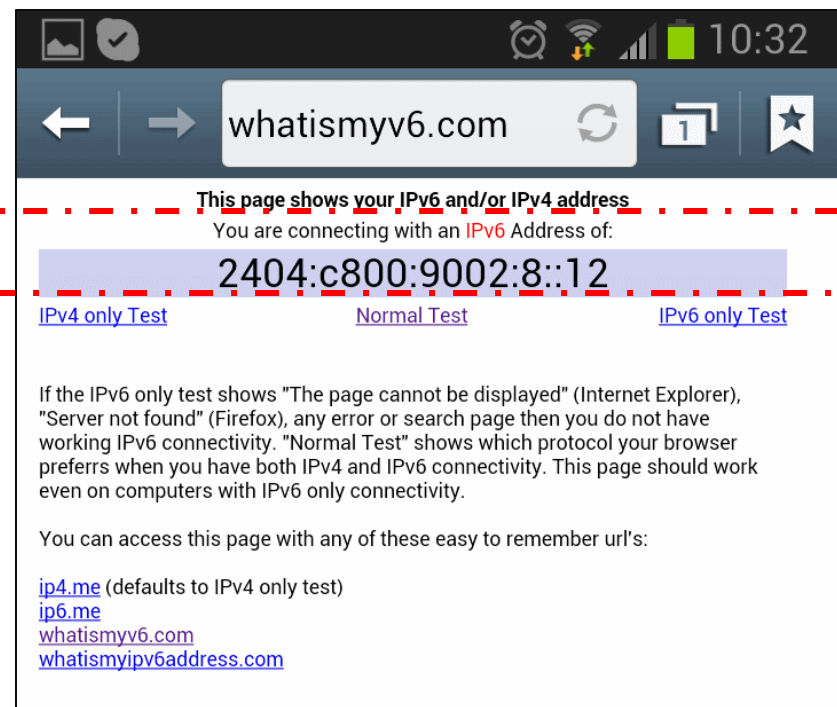 10:32
whatismyv6.com
1
This page shows your IPv6 and/or IPv4 address
You are connecting with an IPv6 Address of:
2404:c800:9002:8::12
IPv4 only Test Normal Test IPv6 only Test
If the IPv6 only test shows "The page cannot be displayed" (Internet Explorer),
"Server not found" (Firefox), any error or search page then you do not have
working IPv6 connectivity. "Normal Test" shows which protocol your browser
preferrs when you have both IPv4 and IPv6 connectivity. This page should work
even on computers with IPv6 only connectivity.
You can access this page with any of these easy to remember url's:
ip4.me (defaults to IPv4 only test)
ip6.me
whatismyv6.com
whatismyipv6address.com